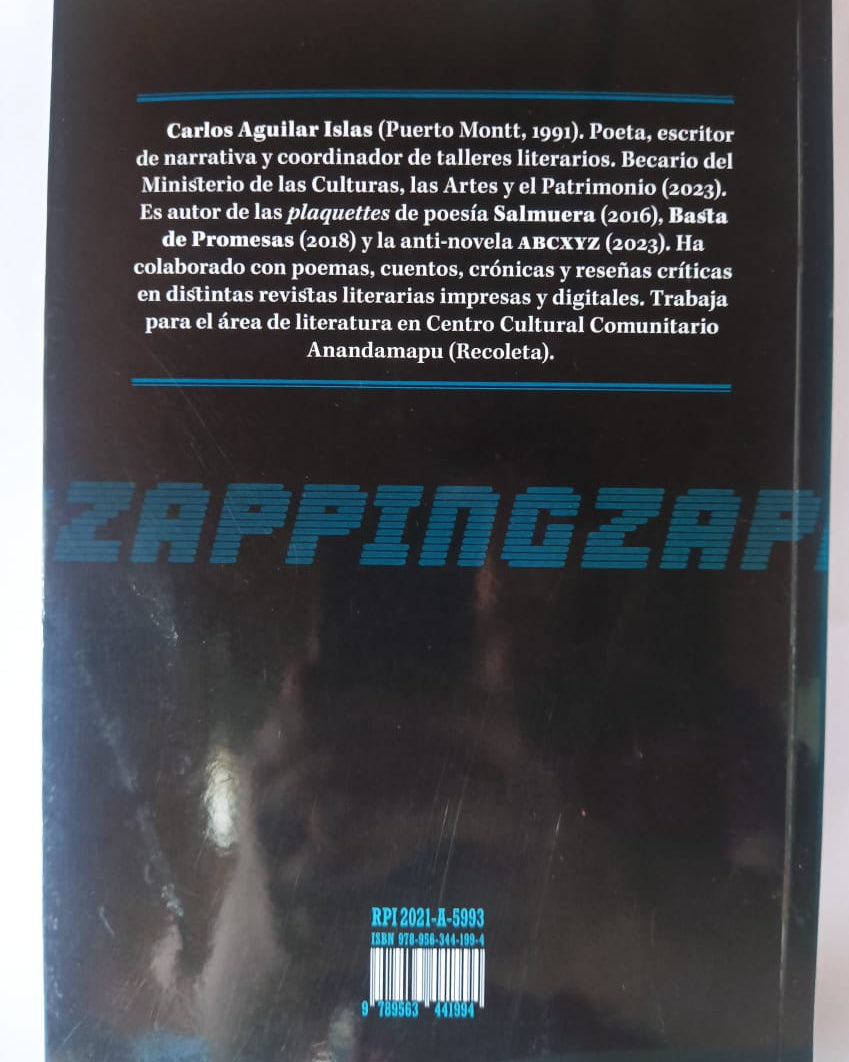 Carlos Aguilar Islas (Puerto Montt, 1991). Poeta, escritor
de narrativa y coordinador de talleres literarios. Becario del
Ministerio de las Culturas, las Artes y el Patrimonio (2023).
Es autor de las plaquettes de poesía Salmuera (2016), Basta
de Promesas (2018) y la anti-novela ABCXYZ (2023). Ha
colaborado con poemas, cuentos, crónicas y reseñas críticas
en distintas revistas literarias impresas y digitales. Trabaja
para el área de literatura en Centro Cultural Comunitario
Anandamapu (Recoleta).
ZAPPINGZAP
RPI 2021-A-5993
ISBN 978-956-344-199-4
9 789563 441994